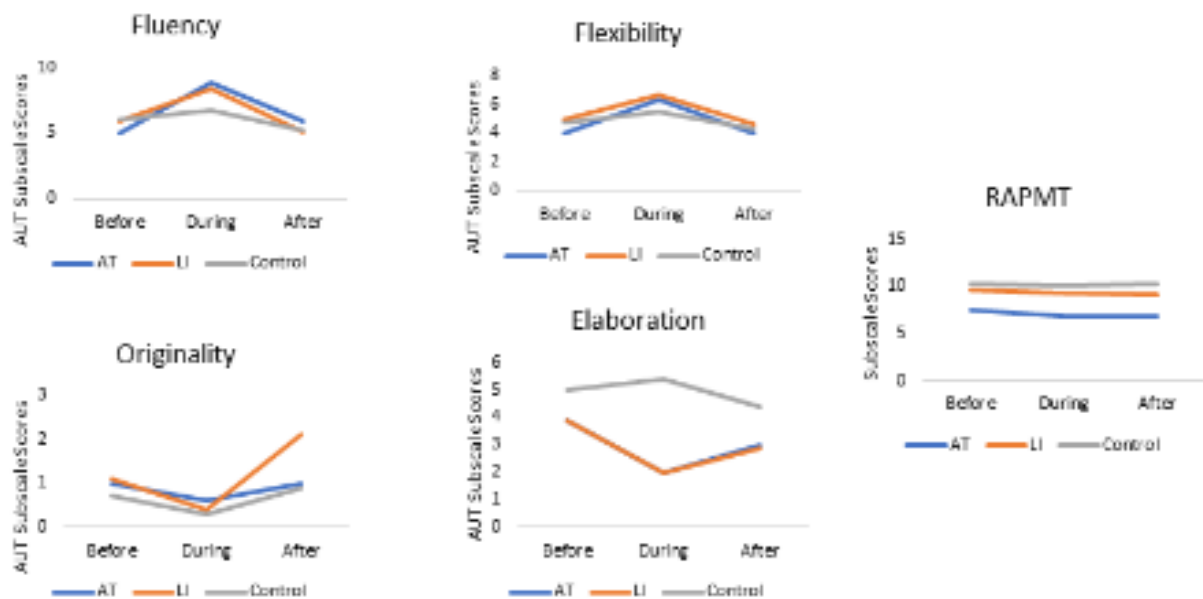 Fluency
AUT Subscale Scores
10
5
0
Before During After
AT LI Control
Flexibility
AUT Subscale Scores
8
6
4
2
0
Before During After
AT LI Control
Originality
AUT Subscale Scores
3
2
1
0
Before During After
AT LI Control
Elaboration
AUT Subscale Scores
6
5
4
3
2
1
0
Before During After
AT LI Control
RAPMT
Subscale Scores
15
10
5
0
Before During After
AT LI Control